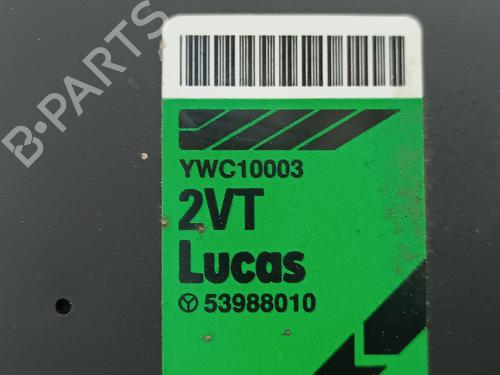 B-PARTS
YWC10003
2VT
Lucas
53988010